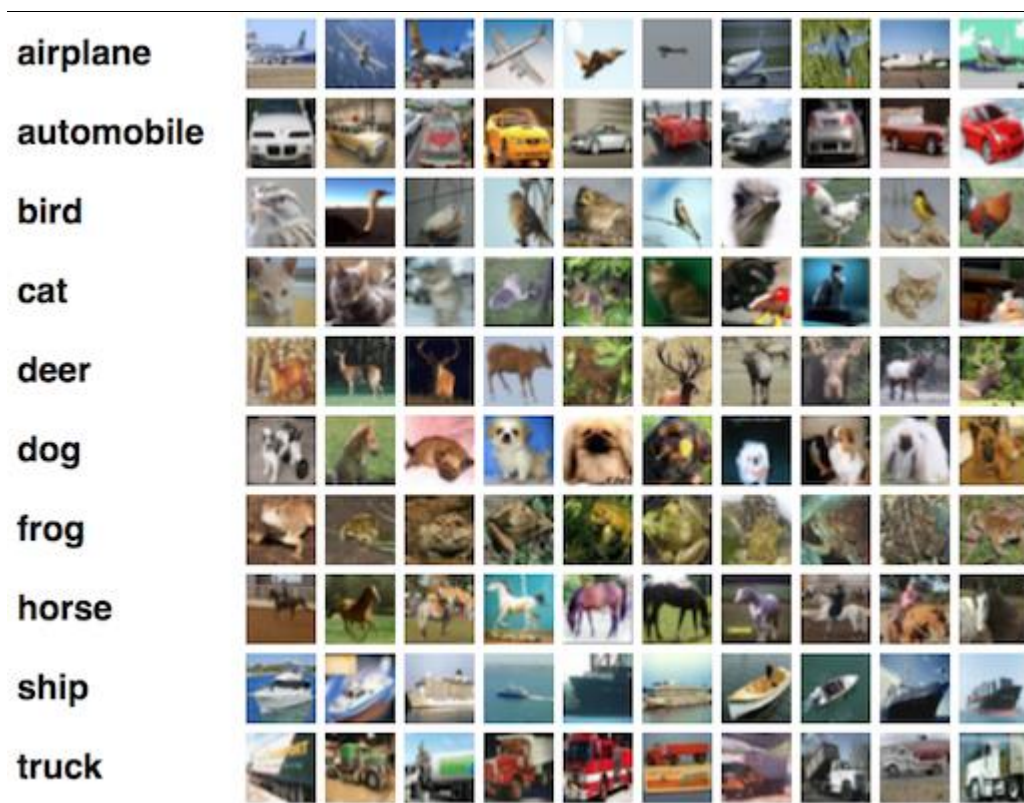 airplane
automobile
bird
cat
deer
dog
frog
horse
ship
truck